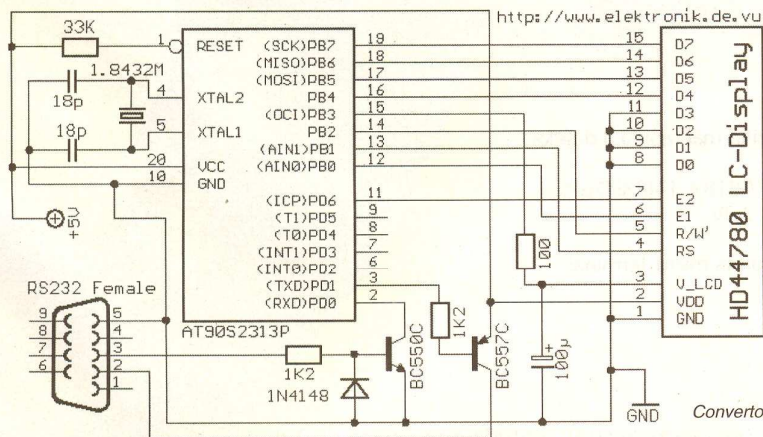 http://www.elektronik.de.vu
33K
1
RESET
(SCK)PB7
19
15
D7
(MISO)PB6
18
14
D6
1.8432M
(MOSI)PB5
17
13
D5
18p
4
XTAL2
PB4
16
12
D4
(OCI)PB3
15
11
D3
18p
5
XTAL1
PB2
14
10
D2
(AIN1)PB1
13
9
D1
20
VCC
(AIN0)PB0
12
8
D0
10
GND
(ICP)PD6
11
7
E2
+5V
(T1)PD5
9
6
E1
(T0)PD4
8
5
R/W'
(INT1)PD3
7
4
RS
(INT0)PD2
6
100
RS232 Female
(TXD)PD1
3
3
V_LCD
(RXD)PD0
2
2
VDD
1
GND
HD44780 LC-Display
AT90S2313P
1K2
9
5
8
4
7
3
6
2
1
1K2
1N4148
BC550C
BC557C
+
100µ
GND
Converto